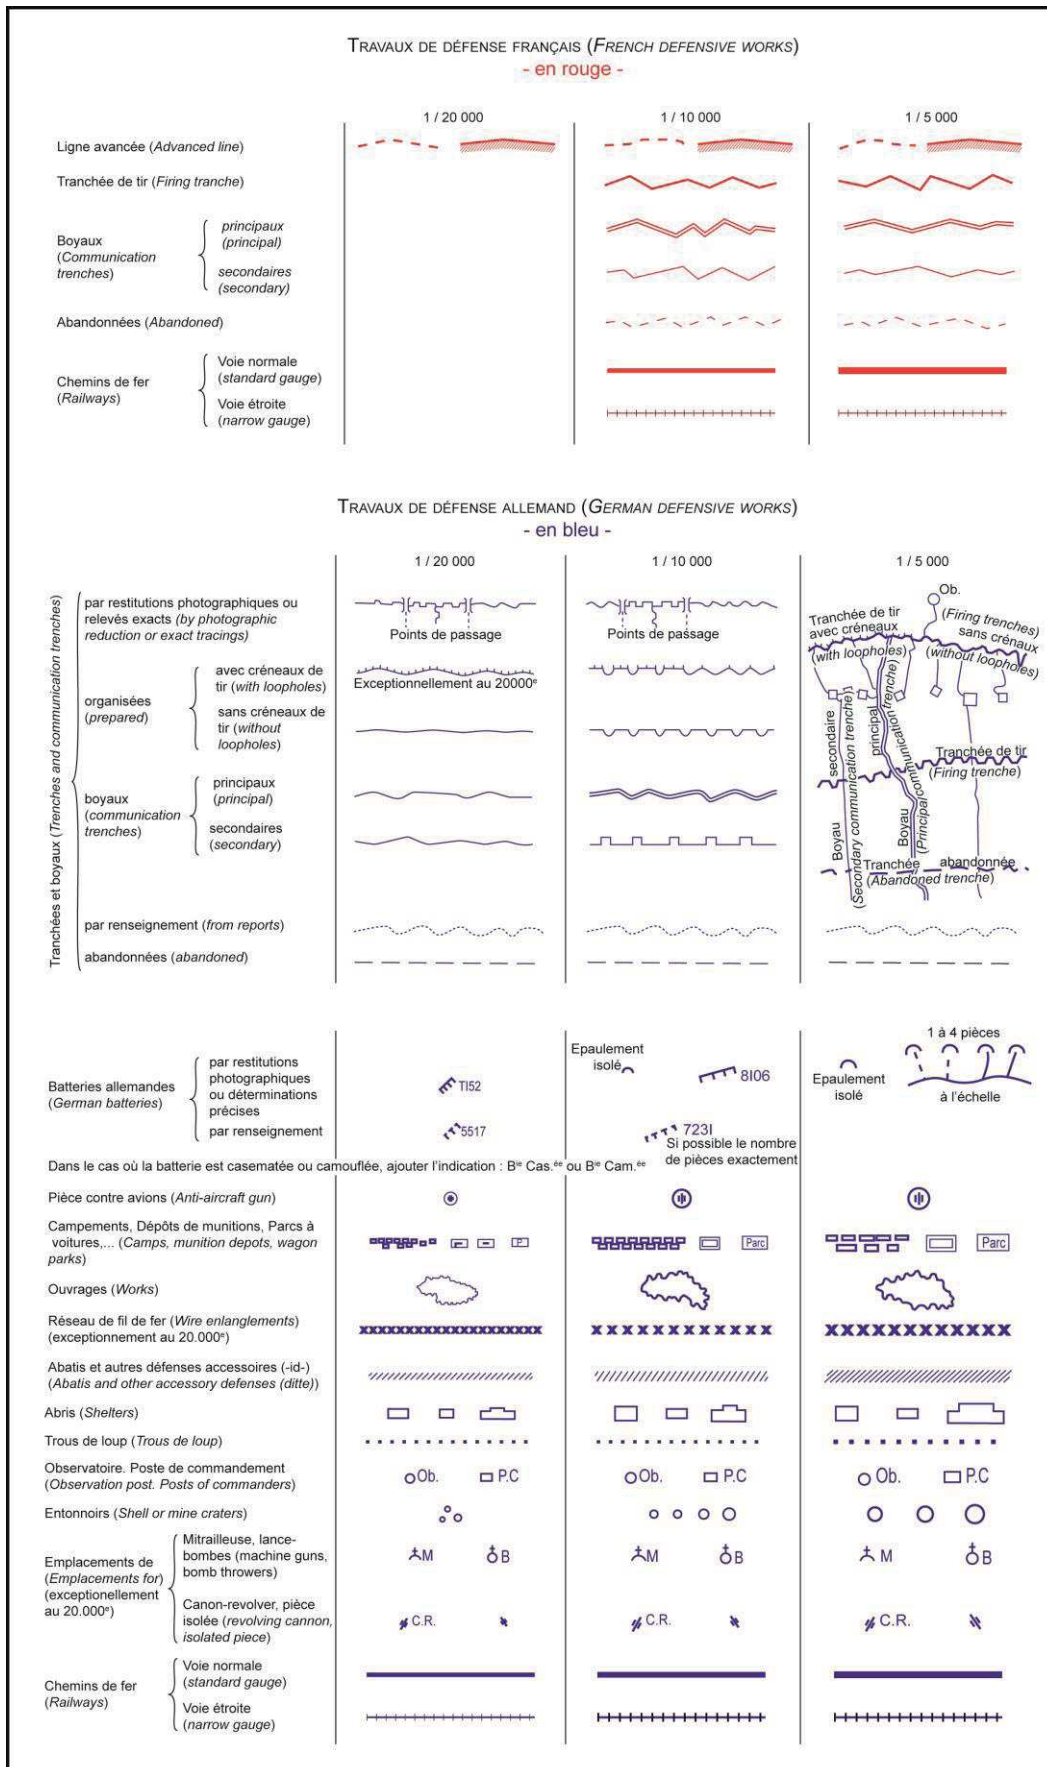 TRAVAUX DE DÉFENSE FRANÇAIS (FRENCH DEFENSIVE WORKS)
- en rouge -
1 / 20 000
1 / 10 000
1 / 5 000
Ligne avancée (Advanced line)
Tranchée de tir (Firing tranche)
Boyaux
(Communication
trenches)
principaux
(principal)
secondaires
(secondary)
Abandonnées (Abandoned)
Chemins de fer
(Railways)
Voie normale
(standard gauge)
Voie étroite
(narrow gauge)
TRAVAUX DE DÉFENSE ALLEMAND (GERMAN DEFENSIVE WORKS)
- en bleu -
1 / 20 000
1 / 10 000
1 / 5 000
Tranchées et boyaux (Trenches and communication trenches)
par restitutions photographiques ou
relevés exacts (by photographic
reduction or exact tracings)
Points de passage
Points de passage
organisées
(prepared)
avec créneaux de
tir (with loopholes)
Exceptionnellement au 20000e
sans créneaux de
tir (without
loopholes)
boyaux
(communication
trenches)
principaux
(principal)
secondaires
(secondary)
par renseignement (from reports)
abandonnées (abandoned)
Ob.
Tranchée de tir
avec créneaux
(with loopholes)
(Firing trenches)
sans crénaux
(without loopholes)
Boyau secondaire
(Secondary communication trenche)
Boyau principal
(Principal communication trenche)
Tranchée de tir
(Firing trenche)
Tranchée abandonnée
(Abandoned trenche)
Batteries allemandes
(German batteries)
par restitutions
photographiques
ou déterminations
précises
par renseignement
TI52
5517
Epaulement
isolé
8I06
723I
Si possible le nombre
de pièces exactement
Epaulement
isolé
1 à 4 pièces
à l'échelle
Dans le cas où la batterie est casematée ou camouflée, ajouter l'indication : Bie Cas.ée ou Bie Cam.ée
Pièce contre avions (Anti-aircraft gun)
Campements, Dépôts de munitions, Parcs à
voitures,... (Camps, munition depots, wagon
parks)
P
Parc
Parc
Ouvrages (Works)
Réseau de fil de fer (Wire enlanglements)
(exceptionnement au 20.000e)
Abatis et autres défenses accessoires (-id-)
(Abatis and other accessory defenses (ditte))
Abris (Shelters)
Trous de loup (Trous de loup)
Observatoire. Poste de commandement
(Observation post. Posts of commanders)
Ob. P.C
Ob. P.C
Ob. P.C
Entonnoirs (Shell or mine craters)
Emplacements de
(Emplacements for)
(exceptionellement
au 20.000e)
Mitrailleuse, lance-
bombes (machine guns,
bomb throwers)
M B
M B
M B
Canon-revolver, pièce
isolée (revolving cannon,
isolated piece)
C.R.
C.R.
C.R.
Chemins de fer
(Railways)
Voie normale
(standard gauge)
Voie étroite
(narrow gauge)